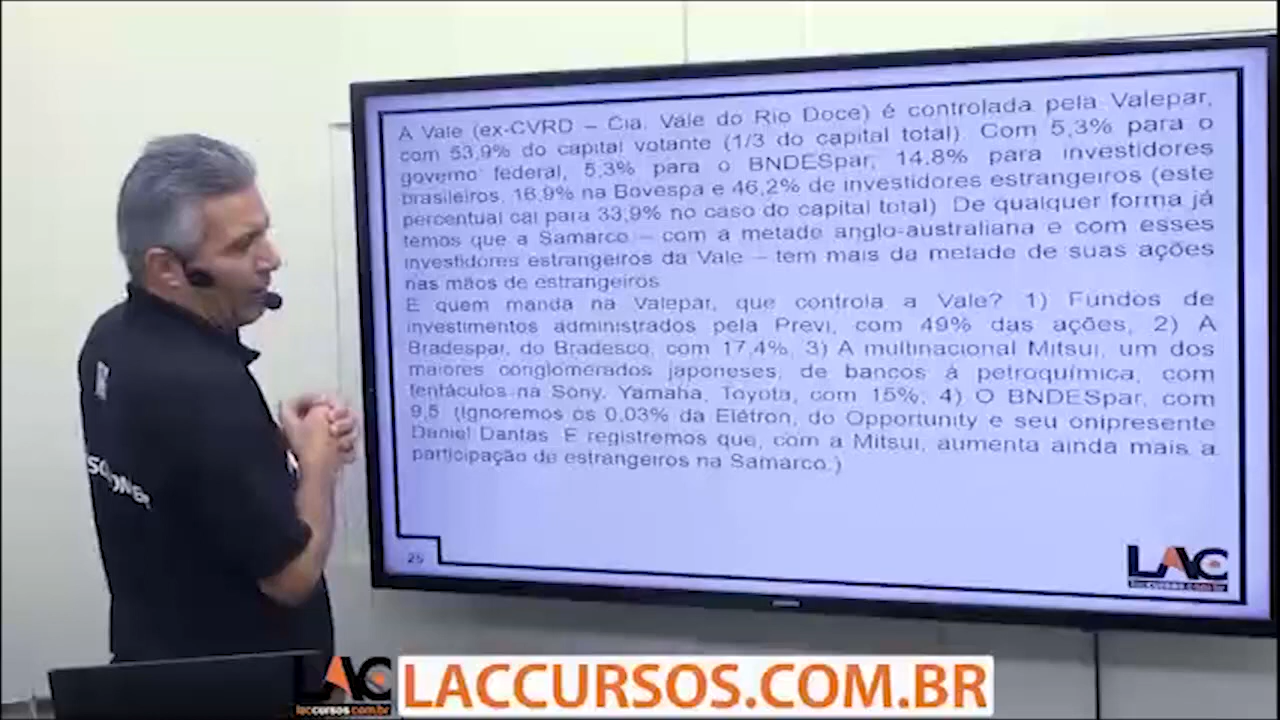 A Vale (ex-CVRD – Cia. Vale do Rio Doce) é controlada pela Valepar,
com 53,9% do capital votante (1/3 do capital total). Com 5,3% para o
governo federal, 5,3% para o BNDESpar, 14,8% para investidores
brasileiros, 16,9% na Bovespa e 46,2% de investidores estrangeiros (este
percentual cai para 33,9% no caso do capital total). De qualquer forma já
temos que a Samarco – com a metade anglo-australiana e com esses
investidores estrangeiros da Vale – tem mais da metade de suas ações
nas mãos de estrangeiros.
E quem manda na Valepar, que controla a Vale? 1) Fundos de
investimentos administrados pela Previ, com 49% das ações, 2) A
Bradespar, do Bradesco, com 17,4%, 3) A multinacional Mitsui, um dos
maiores conglomerados japoneses, de bancos à petroquímica, com
tentáculos na Sony, Yamaha, Toyota, com 15%; 4) O BNDESpar, com
9,5. (Ignoremos os 0,03% da Elétron, do Opportunity e seu onipresente
Daniel Dantas. E registremos que, com a Mitsui, aumenta ainda mais a
participação de estrangeiros na Samarco.)
25
LAC
laccursos.com.br
LAC
laccursos.com.br
LACCURSOS.COM.BR